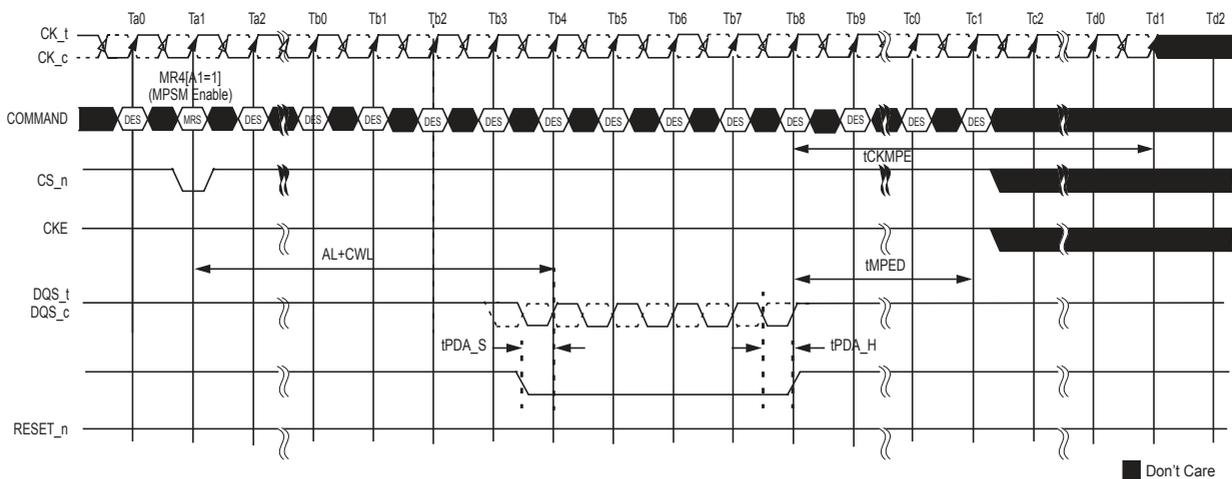 Ta0 Ta1 Ta2 Tb0 Tb1 Tb2 Tb3 Tb4 Tb5 Tb6 Tb7 Tb8 Tb9 Tc0 Tc1 Tc2 Td0 Td1 Td2
CK_t
CK_c
MR4[A1=1]
(MPSM Enable)
COMMAND DES MRS DES DES DES DES DES DES DES DES DES DES DES DES DES
tCKMPE
CS_n
CKE
AL+CWL
tMPED
DQS_t
DQS_c
tPDA_S
tPDA_H
RESET_n
Don't Care